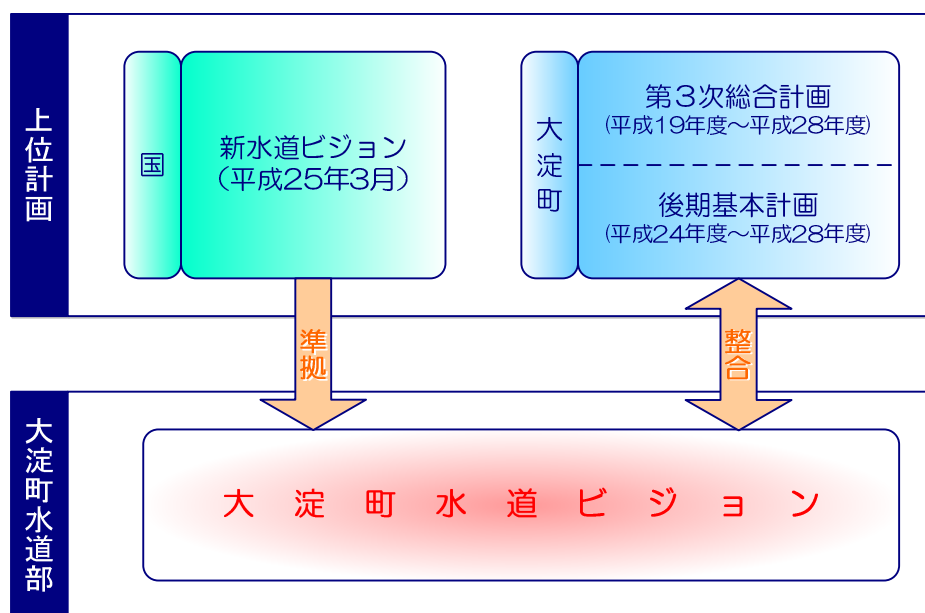 上位計画
国
新水道ビジョン
（平成25年3月）
大淀町
第３次総合計画
(平成19年度～平成28年度)
後期基本計画
(平成24年度～平成28年度)
準拠
整合
大淀町水道部
大淀町水道ビジョン